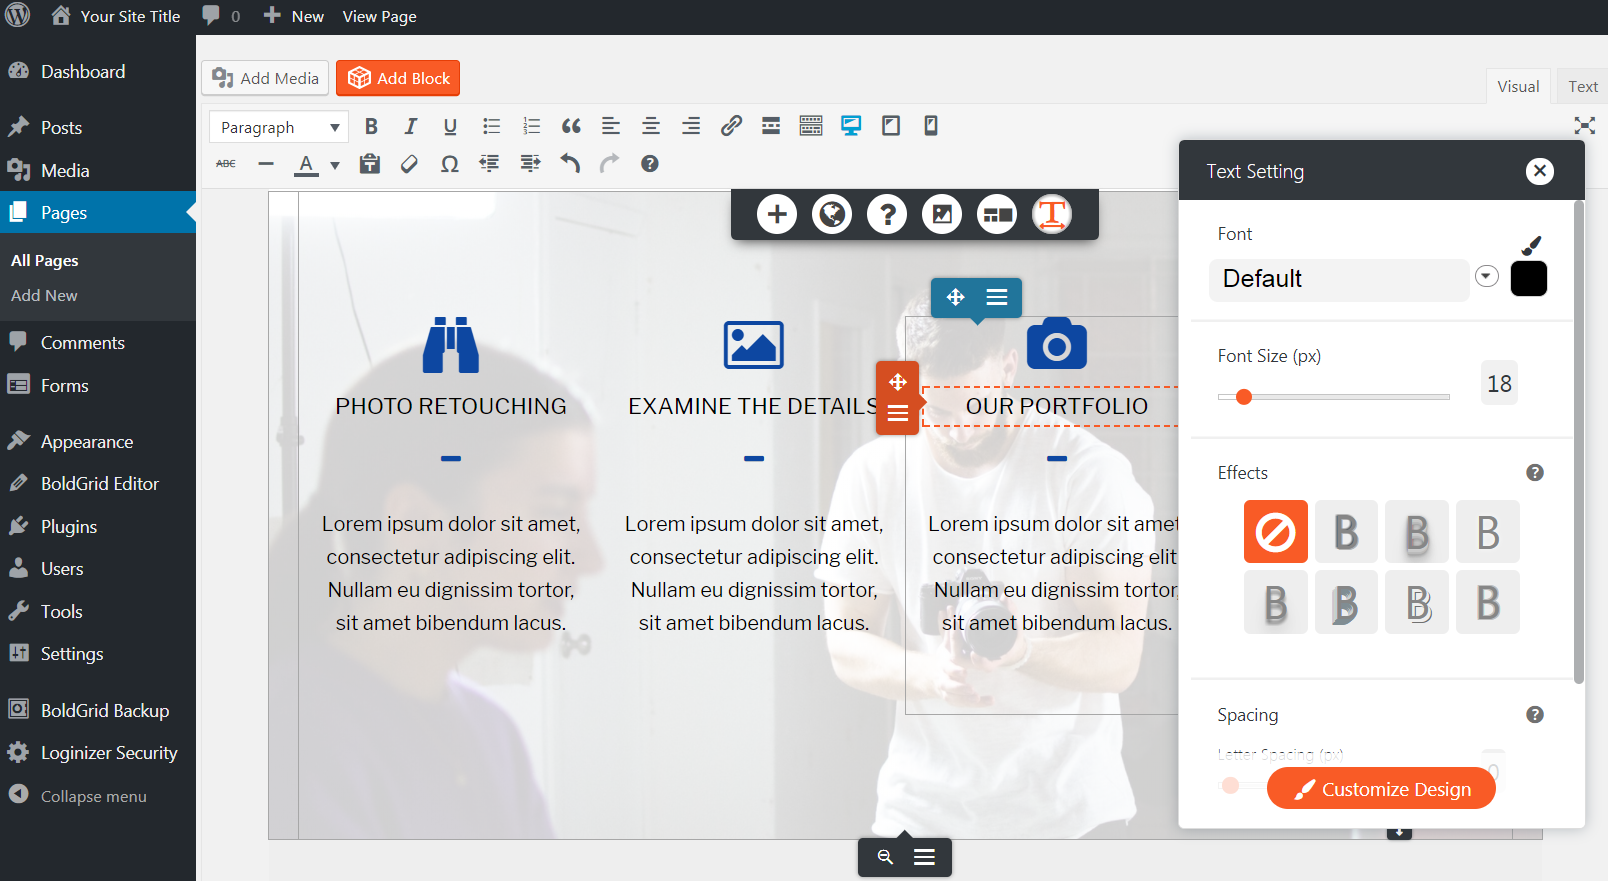 Your Site Title
0
New
View Page
Dashboard
Posts
Media
Pages
All Pages
Add New
Comments
Forms
Appearance
BoldGrid Editor
Plugins
Users
Tools
Settings
BoldGrid Backup
Loginizer Security
Collapse menu
Add Media
Add Block
Visual
Text
Paragraph
B I U
ABC
A
Ω
T
PHOTO RETOUCHING
Lorem ipsum dolor sit amet,
consectetur adipiscing elit.
Nullam eu dignissim tortor,
sit amet bibendum lacus.
EXAMINE THE DETAILS
Lorem ipsum dolor sit amet,
consectetur adipiscing elit.
Nullam eu dignissim tortor,
sit amet bibendum lacus.
OUR PORTFOLIO
Lorem ipsum dolor sit amet
consectetur adipiscing elit.
Nullam eu dignissim tortor,
sit amet bibendum lacus.
Text Setting
Font
Default
Font Size (px)
18
Effects
B B B
B B B B
Spacing
Letter Spacing (px)
0
Customize Design